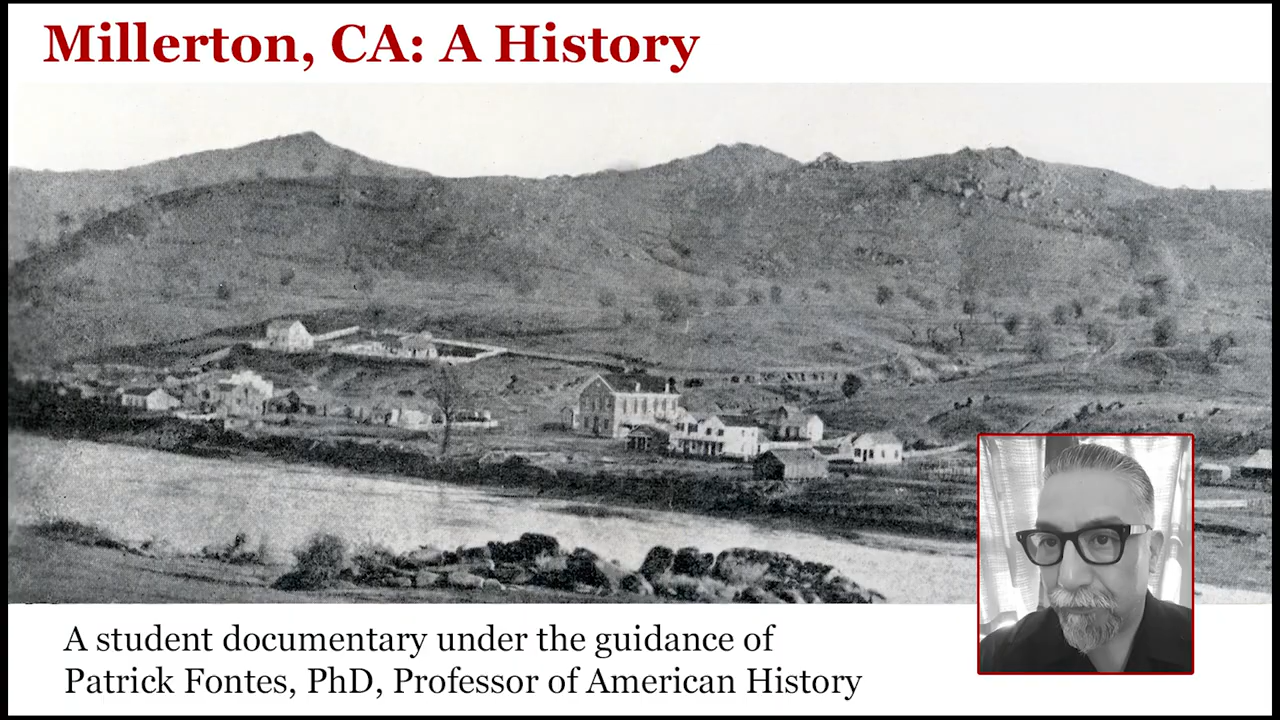 Millerton, CA: A History
A student documentary under the guidance of
Patrick Fontes, PhD, Professor of American History